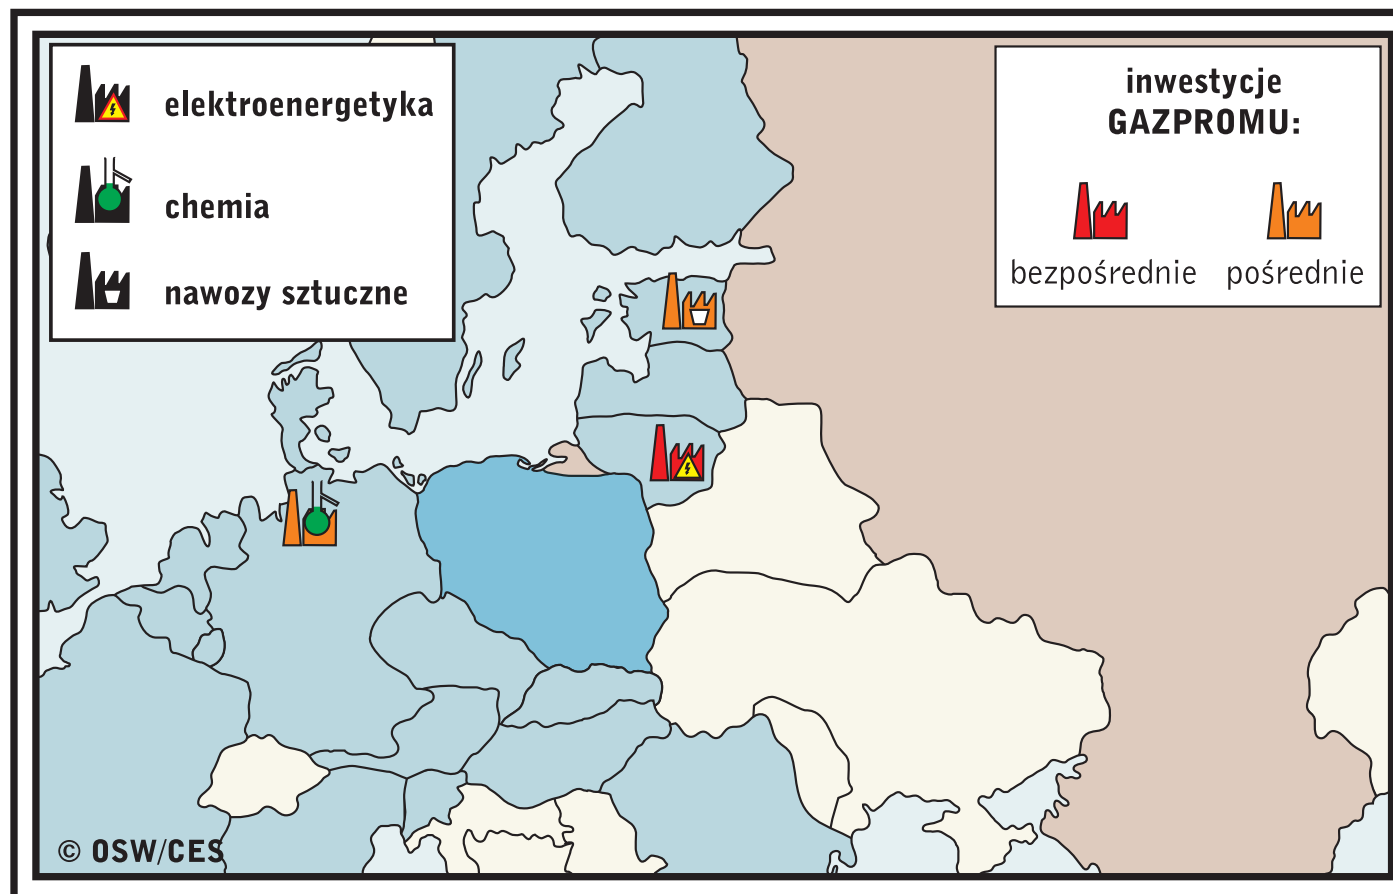 elektroenergetyka
chemia
nawozy sztuczne
inwestycje
GAZPROMU:
bezpośrednie
pośrednie
© OSW/CES